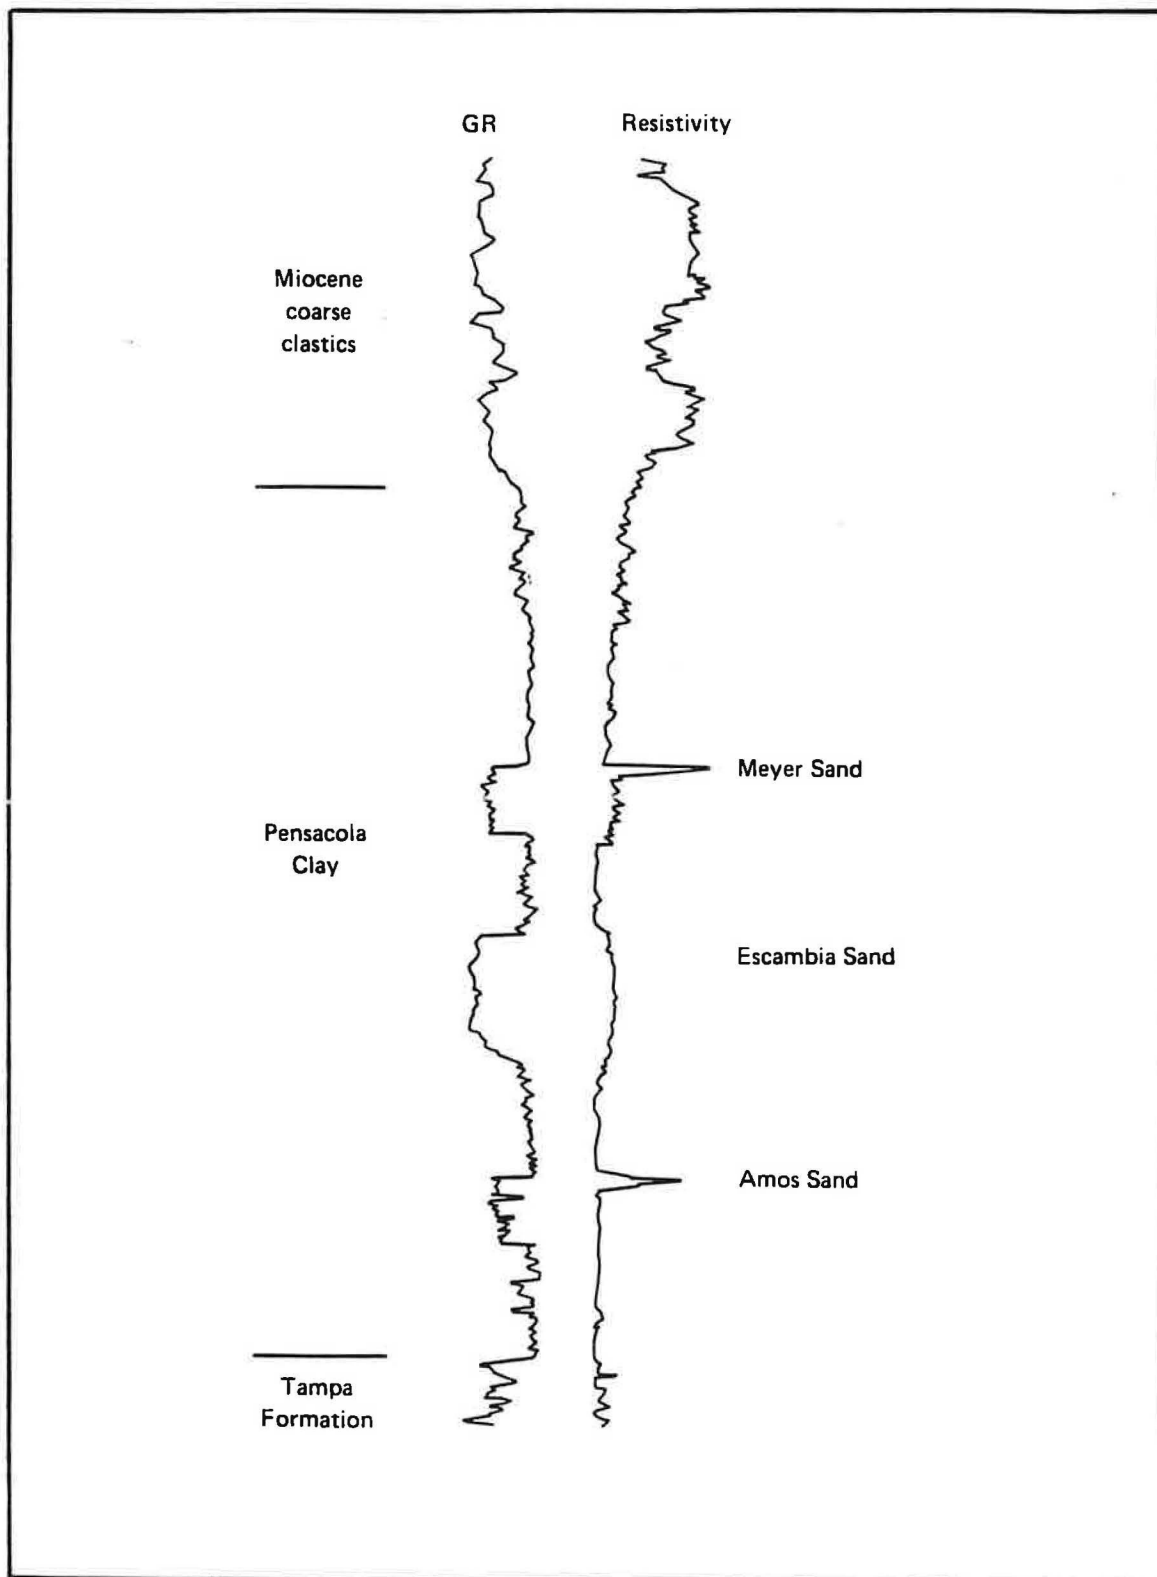 GR
Resistivity
Miocene
coarse
clastics
Meyer Sand
Pensacola
Clay
Escambia Sand
Amos Sand
Tampa
Formation